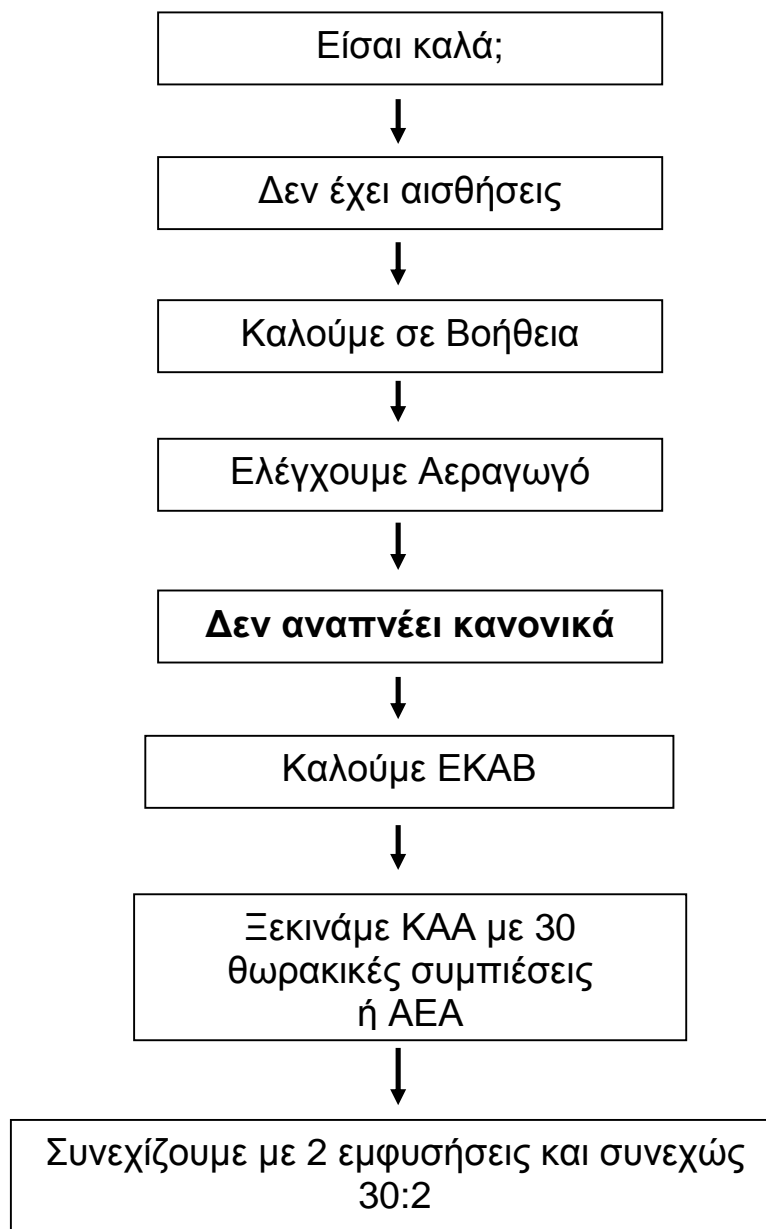 Είσαι καλά;
Δεν έχει αισθήσεις
Καλούμε σε Βοήθεια
Ελέγχουμε Αεραγωγό
Δεν αναπνέει κανονικά
Καλούμε ΕΚΑΒ
Ξεκινάμε ΚΑΑ με 30
θωρακικές συμπιέσεις
ή ΑΕΑ
Συνεχίζουμε με 2 εμφυσήσεις και συνεχώς
30:2